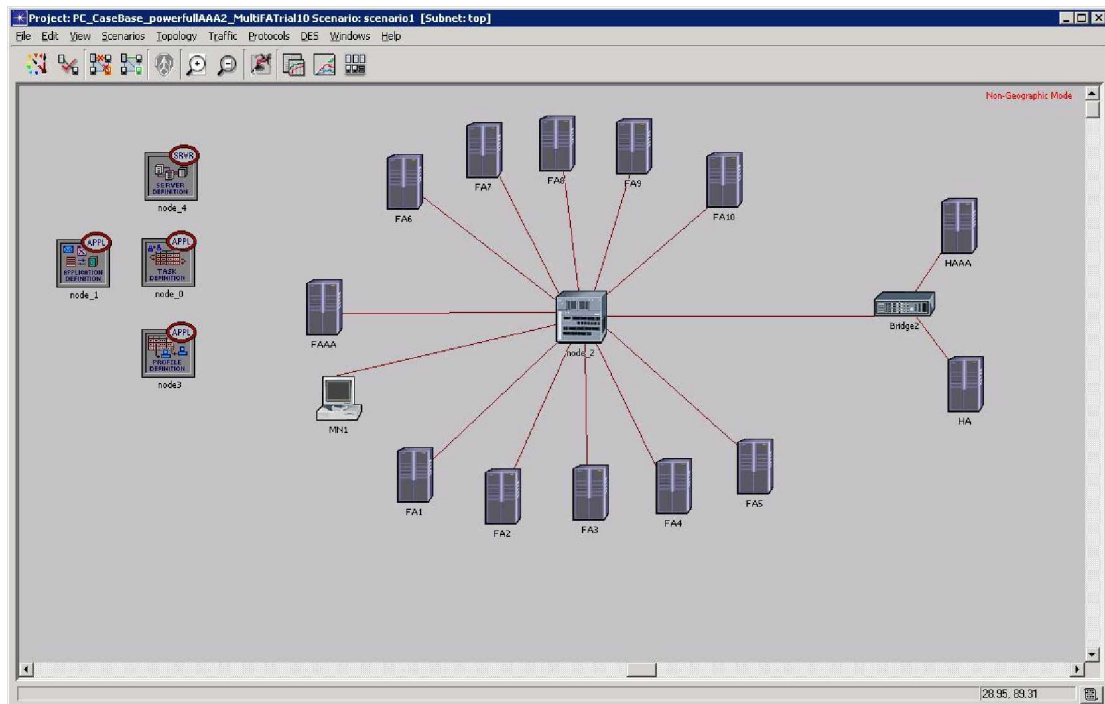 Project: PC_CaseBase_powerfullAAA2_MultiFATrial10 Scenario: scenario1 [Subnet: top]
File Edit View Scenarios Topology Traffic Protocols DES Windows Help
Non-Geographic Mode
SRVR
SERVER
DEFINITION
node_4
APPL
APPLICATION
DEFINITION
node_1
APPL
TASK
DEFINITION
node_0
APPL
PROFILE
DEFINITION
node3
FA6
FA7
FA8
FA9
FA10
FAAA
MN1
node_2
HAAA
Bridge2
HA
FA1
FA2
FA3
FA4
FA5
28.95, 89.31